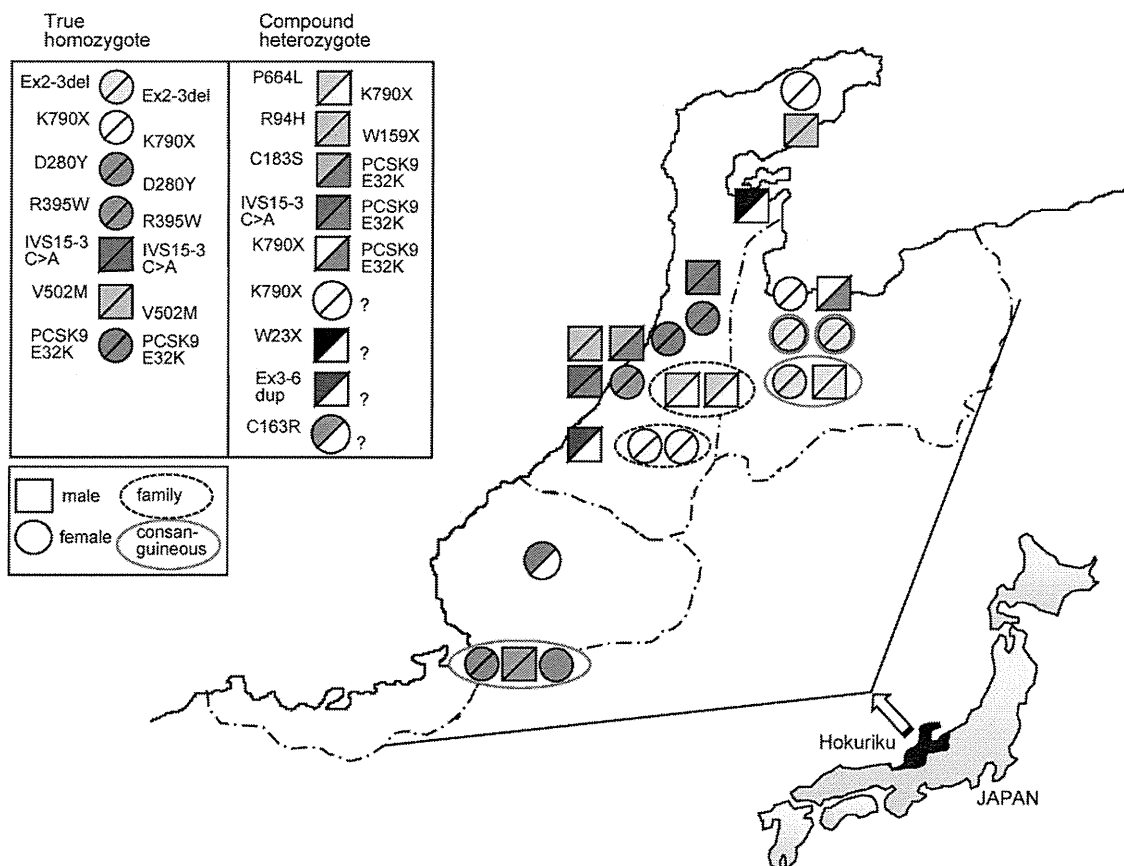 True
homozygote
Compound
heterozygote
Ex2-3del
Ex2-3del
K790X
K790X
D280Y
D280Y
R395W
R395W
IVS15-3
C>A
IVS15-3
C>A
V502M
V502M
PCSK9
E32K
PCSK9
E32K
P664L
K790X
R94H
W159X
C183S
PCSK9
E32K
IVS15-3
C>A
PCSK9
E32K
K790X
PCSK9
E32K
K790X
?
W23X
?
Ex3-6
dup
?
C163R
?
male
family
female
consan-
guineous
Hokuriku
JAPAN